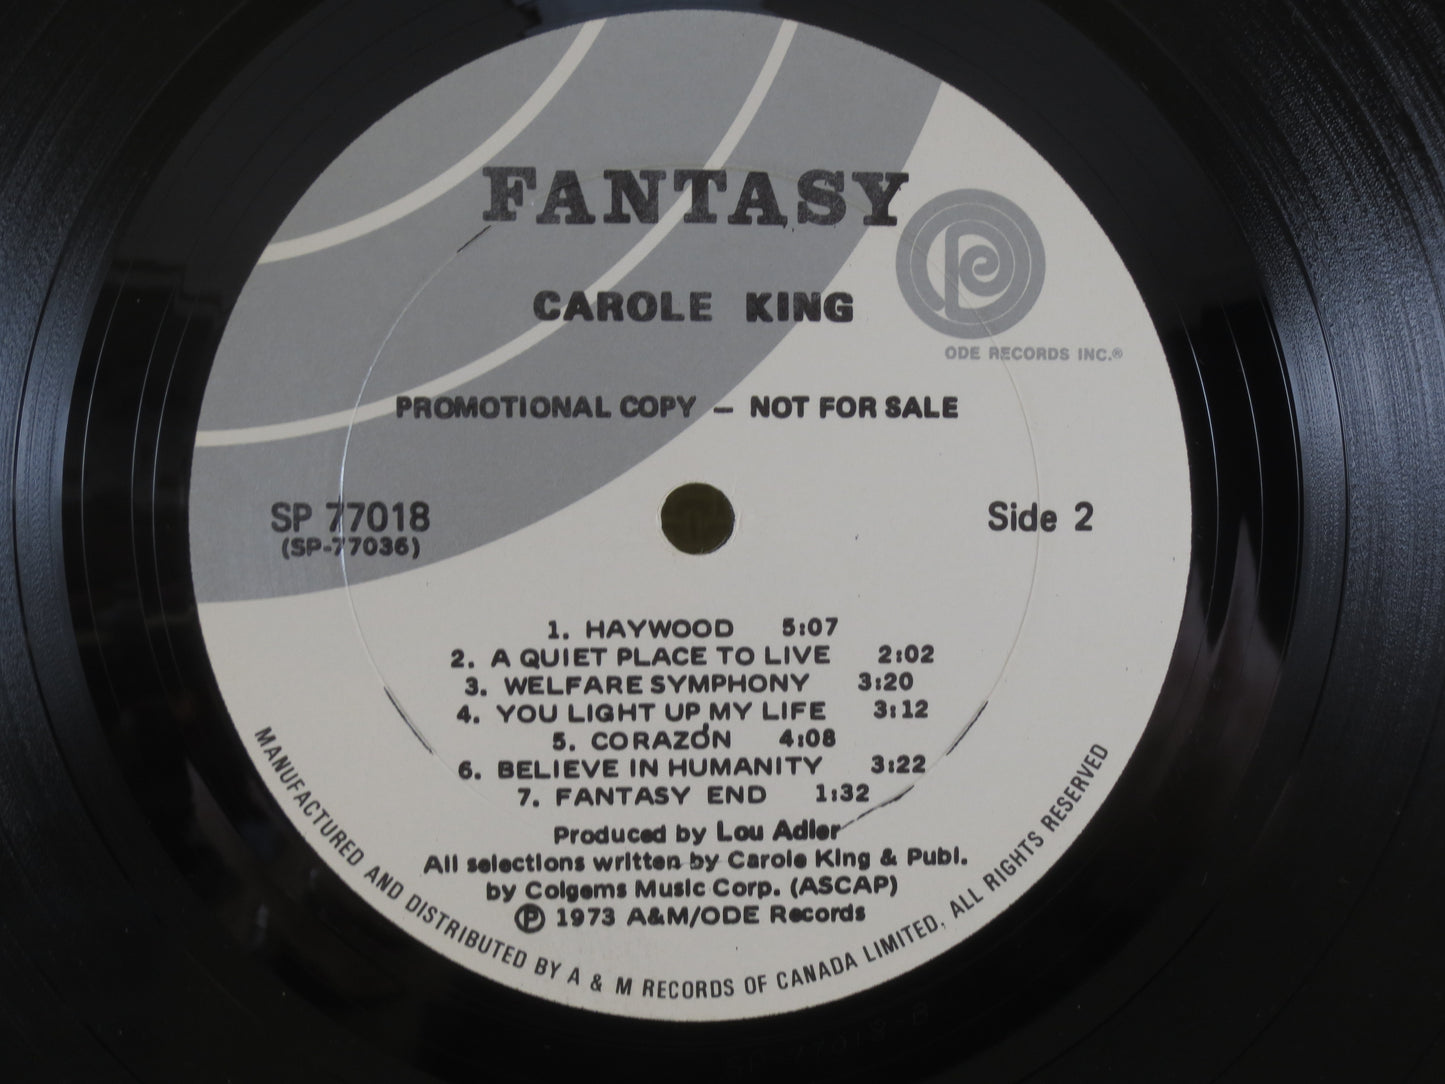 FANTASY
CAROLE KING
ODE RECORDS INC.®
PROMOTIONAL COPY – NOT FOR SALE
SP 77018
(SP-77036)
Side 2
1. HAYWOOD 5:07
2. A QUIET PLACE TO LIVE 2:02
3. WELFARE SYMPHONY 3:20
4. YOU LIGHT UP MY LIFE 3:12
5. CORAZÓN 4:08
6. BELIEVE IN HUMANITY 3:22
7. FANTASY END 1:32
Produced by Lou Adler
All selections written by Carole King & Publ.
by Colgems Music Corp. (ASCAP)
Ⓟ 1973 A&M/ODE Records
MANUFACTURED AND DISTRIBUTED BY A & M RECORDS OF CANADA LIMITED, ALL RIGHTS RESERVED